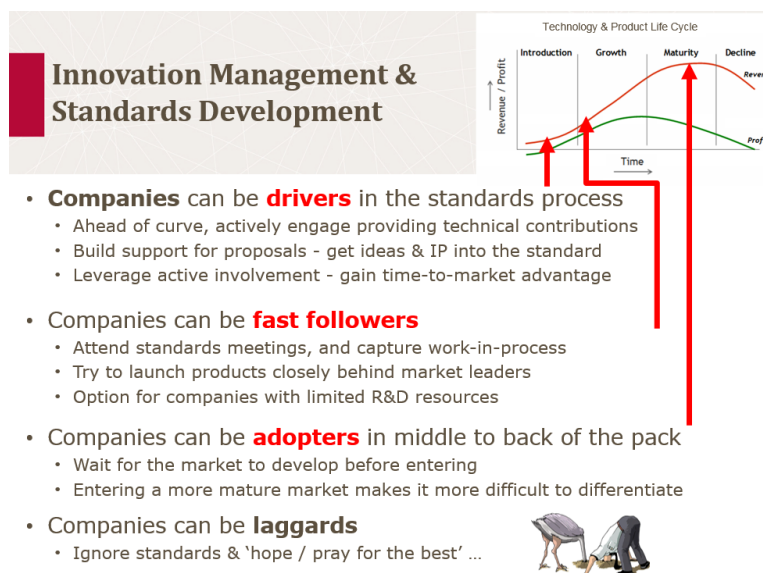 Innovation Management &
Standards Development
Technology & Product Life Cycle
Introduction Growth Maturity Decline
Revenue / Profit
Time
• Companies can be drivers in the standards process
• Ahead of curve, actively engage providing technical contributions
• Build support for proposals - get ideas & IP into the standard
• Leverage active involvement - gain time-to-market advantage
• Companies can be fast followers
• Attend standards meetings, and capture work-in-process
• Try to launch products closely behind market leaders
• Option for companies with limited R&D resources
• Companies can be adopters in middle to back of the pack
• Wait for the market to develop before entering
• Entering a more mature market makes it more difficult to differentiate
• Companies can be laggards
• Ignore standards & ‘hope / pray for the best’ …